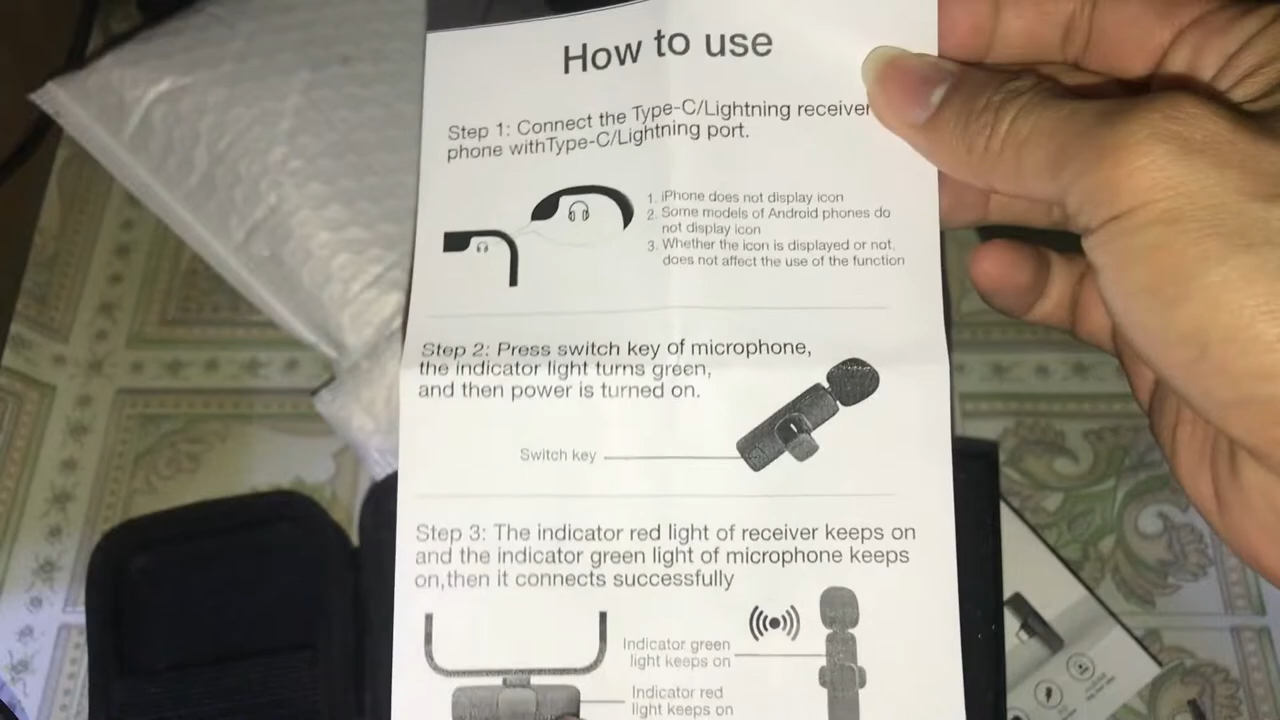 How to use
Step 1: Connect the Type-C/Lightning receiver
phone withType-C/Lightning port.
1. iPhone does not display icon
2. Some models of Android phones do
not display icon
3. Whether the icon is displayed or not,
does not affect the use of the function
Step 2: Press switch key of microphone,
the indicator light turns green,
and then power is turned on.
Switch key
Step 3: The indicator red light of receiver keeps on
and the indicator green light of microphone keeps
on,then it connects successfully
Indicator green
light keeps on
Indicator red
light keeps on